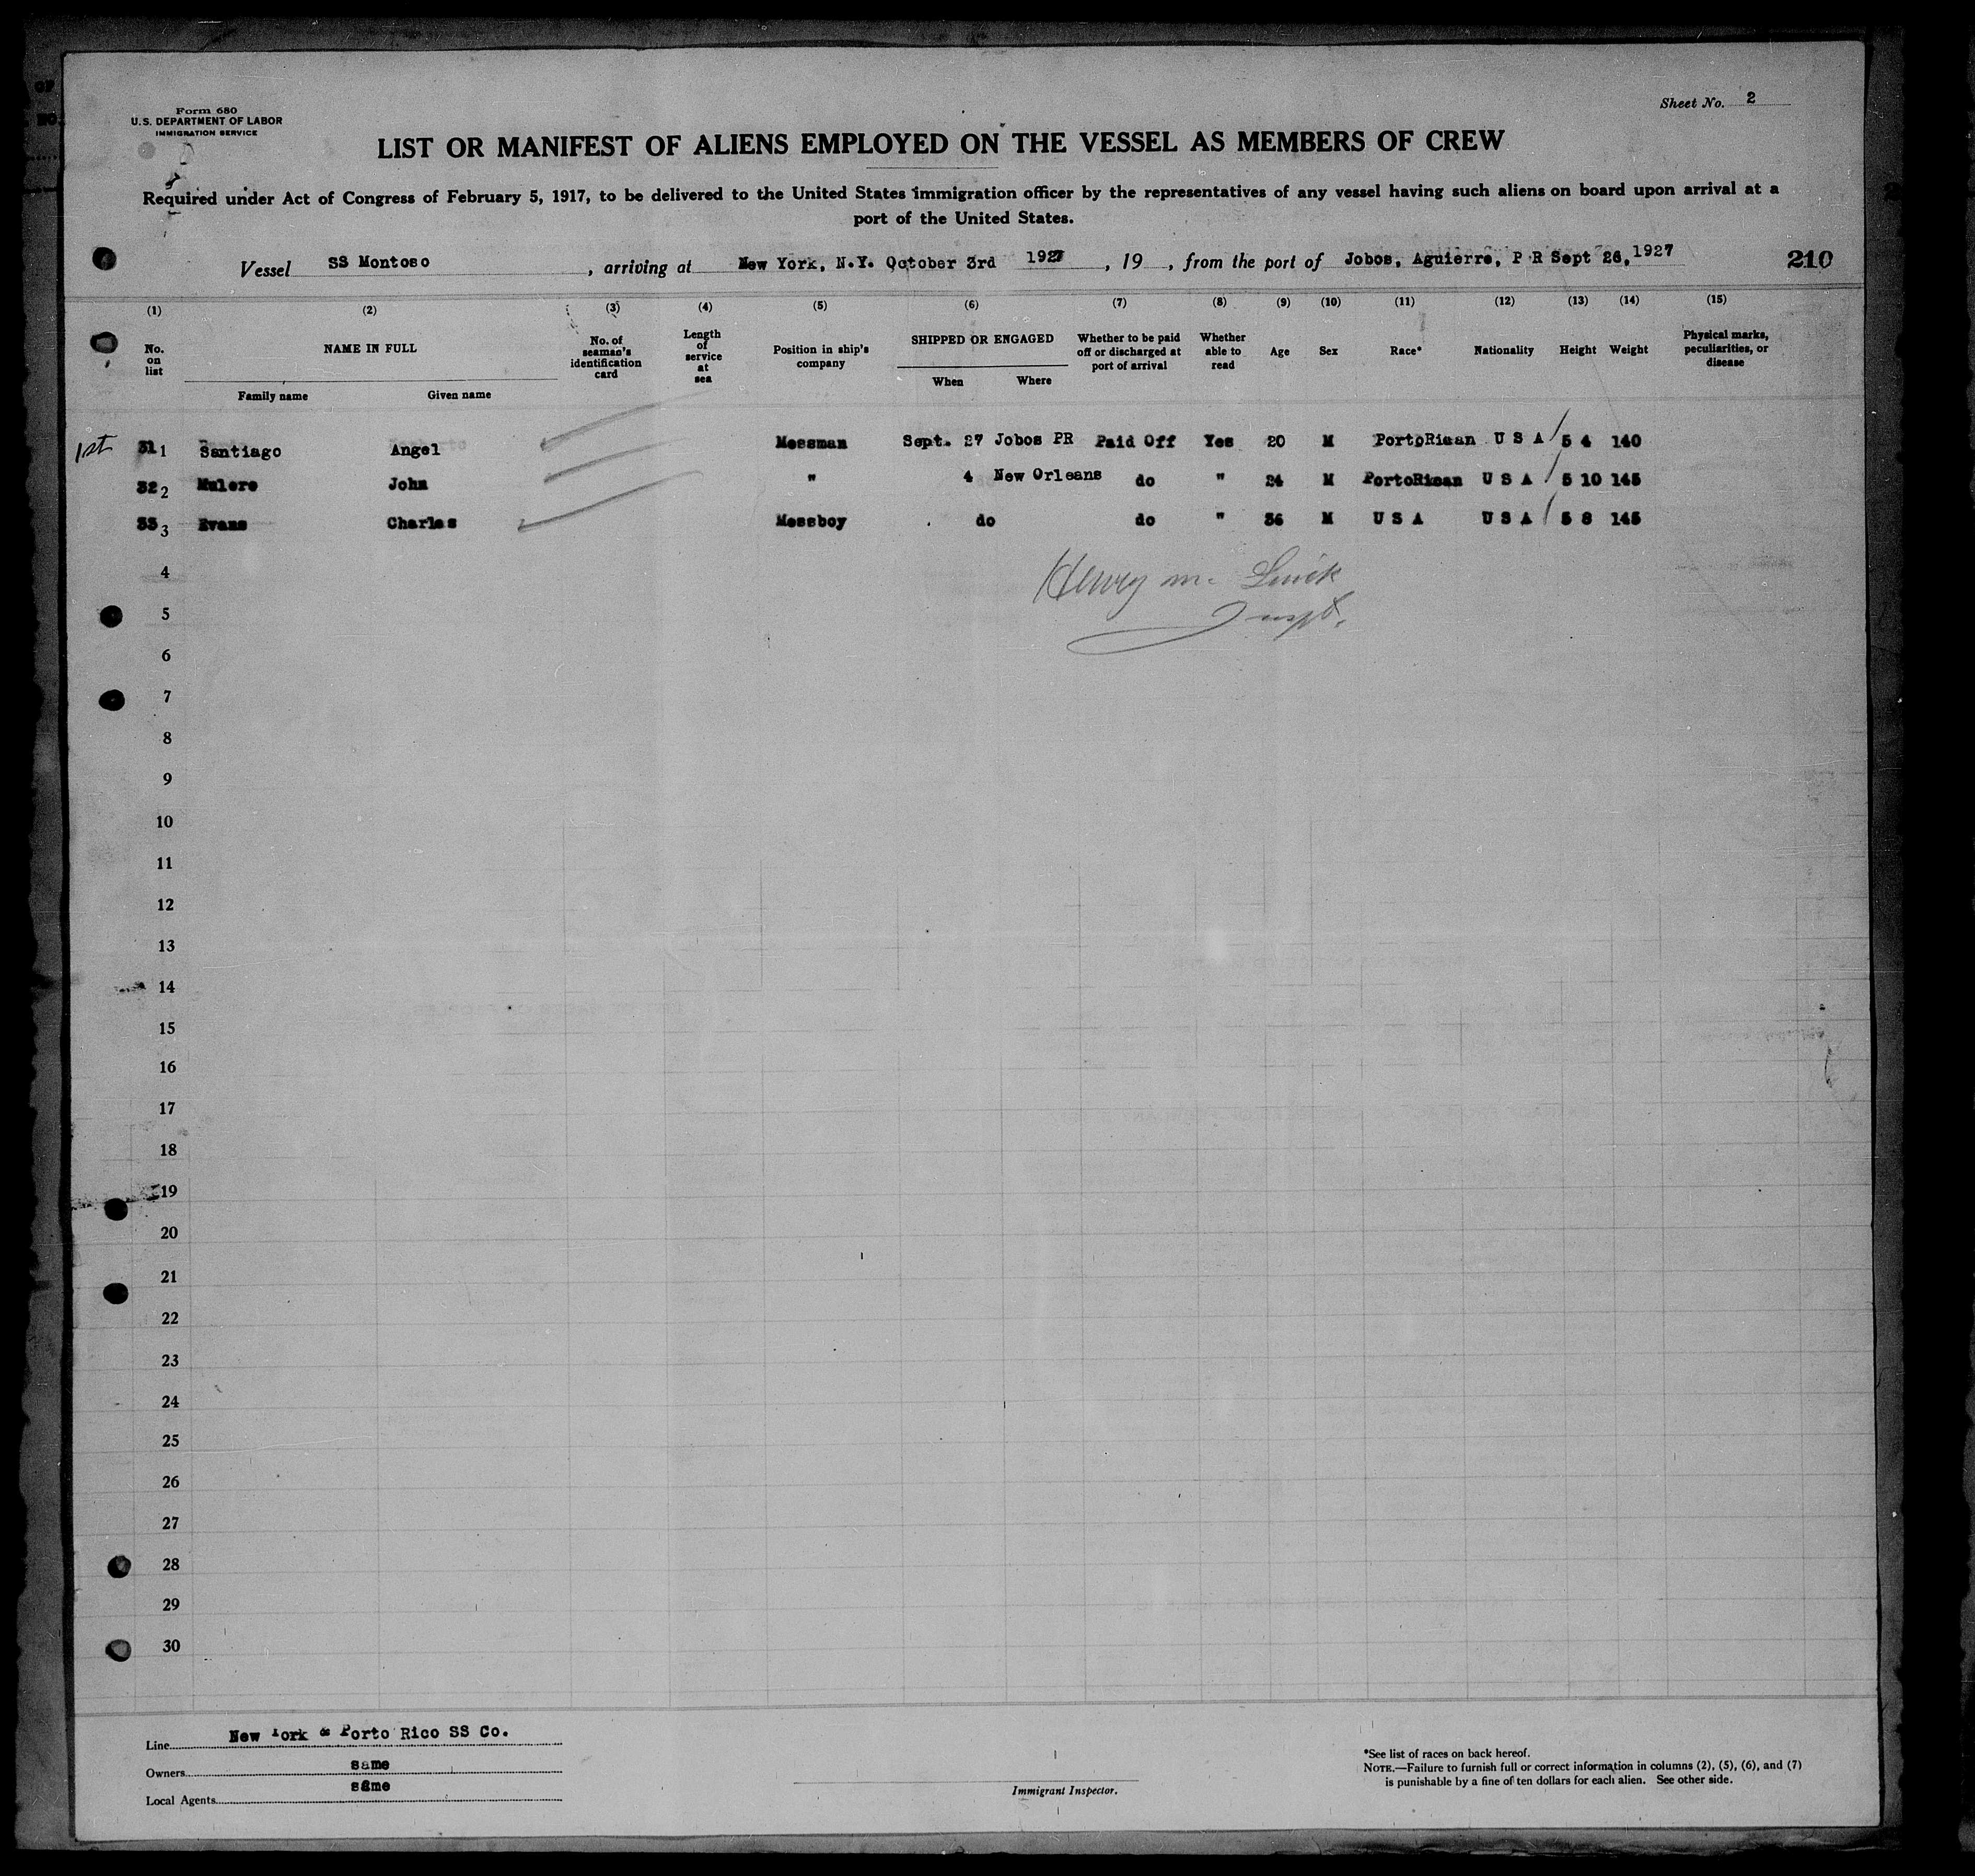 Form 680
U.S. DEPARTMENT OF LABOR
IMMIGRATION SERVICE
Sheet No. 2
LIST OR MANIFEST OF ALIENS EMPLOYED ON THE VESSEL AS MEMBERS OF CREW
Required under Act of Congress of February 5, 1917, to be delivered to the United States immigration officer by the representatives of any vessel having such aliens on board upon arrival at a
port of the United States.
Vessel SS Montoso, arriving at New York, N.Y. October 3rd 1927, 19 , from the port of Jobos, Aguierre, P R Sept 26, 1927 210
(1) (2) (3) (4) (5) (6) (7) (8) (9) (10) (11) (12) (13) (14) (15)
No. on list NAME IN FULL Family name Given name No. of seaman's identification card Length of service at sea Position in ship's company SHIPPED OR ENGAGED When Where Whether to be paid off or discharged at port of arrival Whether able to read Age Sex Race* Nationality Height Weight Physical marks, peculiarities, or disease
1st 31 1 Santiago Angel Messman Sept. 27 Jobos PR Paid Off Yes 20 M PortoRican U S A 5 4 140
32 2 Mulero John " 4 New Orleans do " 24 M PortoRican U S A 5 10 145
33 3 Evans Charles Messboy do do " 36 M U S A U S A 5 8 145
4
Henry M.
Inspt.
5
6
7
8
9
10
11
12
13
14
15
16
17
18
19
20
21
22
23
24
25
26
27
28
29
30
Line New York & Porto Rico SS Co.
Owners same
Local Agents same
Immigrant Inspector.
*See list of races on back hereof.
NOTE.—Failure to furnish full or correct information in columns (2), (5), (6), and (7)
is punishable by a fine of ten dollars for each alien. See other side.